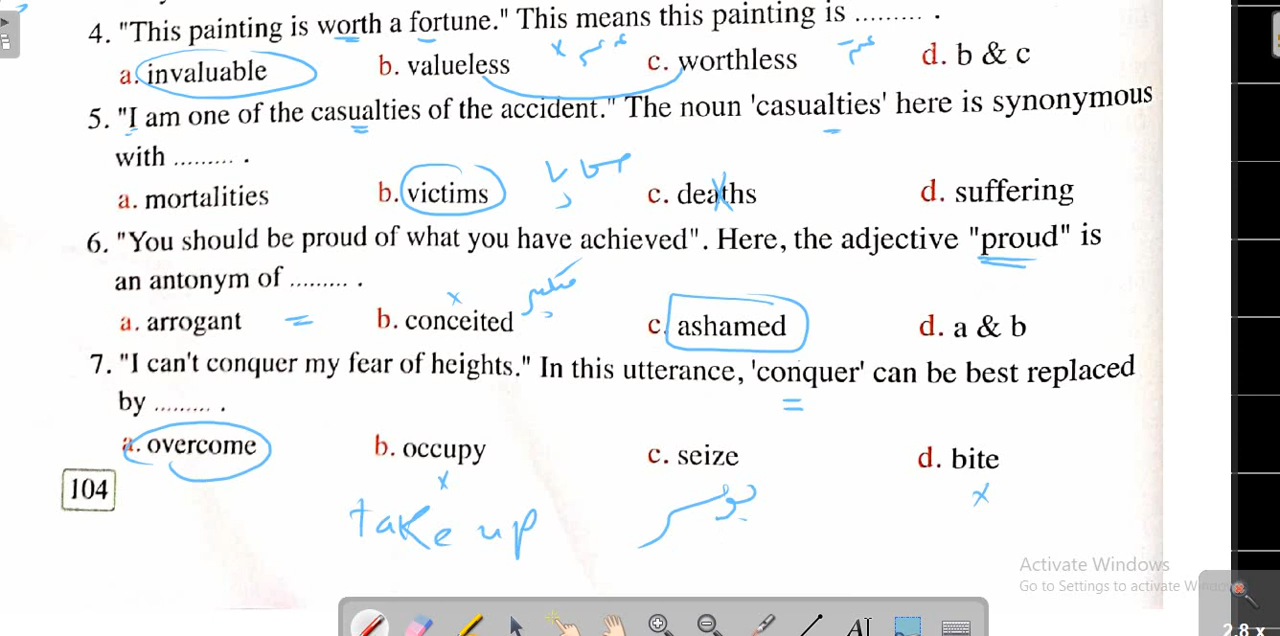 4. "This painting is worth a fortune." This means this painting is ......... .
a. invaluable b. valueless c. worthless d. b & c
5. "I am one of the casualties of the accident." The noun 'casualties' here is synonymous
with ......... .
a. mortalities b. victims c. deaths d. suffering
6. "You should be proud of what you have achieved". Here, the adjective "proud" is
an antonym of ......... .
a. arrogant = b. conceited c. ashamed d. a & b
7. "I can't conquer my fear of heights." In this utterance, 'conquer' can be best replaced
by ......... .
a. overcome b. occupy c. seize d. bite
104
take up
Activate Windows
Go to Settings to activate
2.8 x